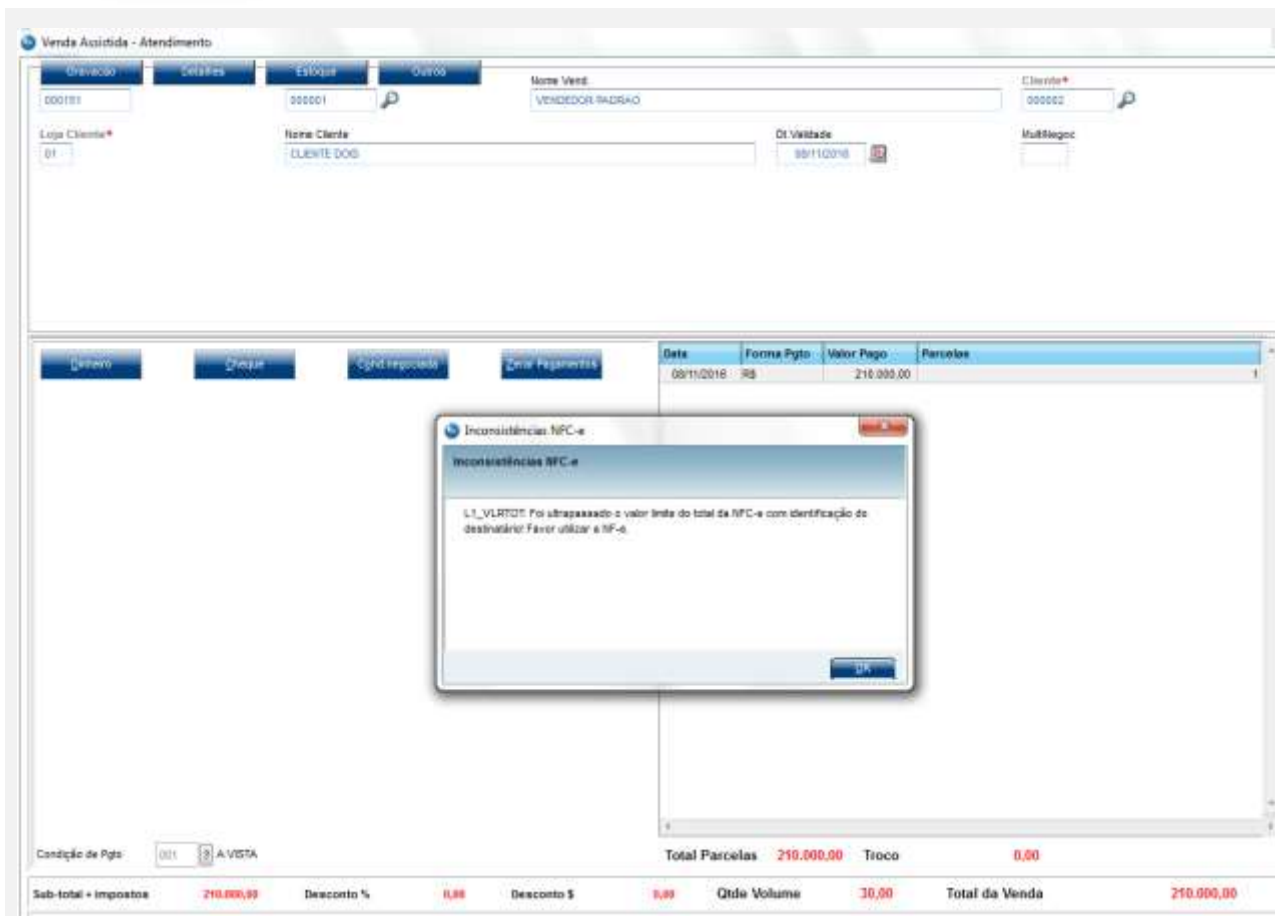 Venda Assistida - Atendimento
Gravacao Detalhes Estoque Outros
Nome Vend. Cliente*
000151 000001 VENDEDOR PADRAO 000002
Loja Cliente* Nome Cliente Dt Validade MultNegoc
01 CLIENTE DOIS 08/11/2016
Dinheiro Cheque Cond.negociada Zerar Pagamentos
Data Forma Pgto Valor Pago Parcelas
08/11/2016 R$ 210.000,00 1
Inconsistências NFC-e
Inconsistências NFC-e
L1_VLRTOT: Foi ultrapassado o valor limite do total da NFC-e com identificação do
destinatário! Favor utilizar a NF-e.
OK
Condição de Pgto 001 A VISTA
Total Parcelas 210.000,00 Troco 0,00
Sub-total + impostos 210.000,00 Desconto % 0,00 Desconto $ 0,00 Qtde Volume 30,00 Total da Venda 210.000,00